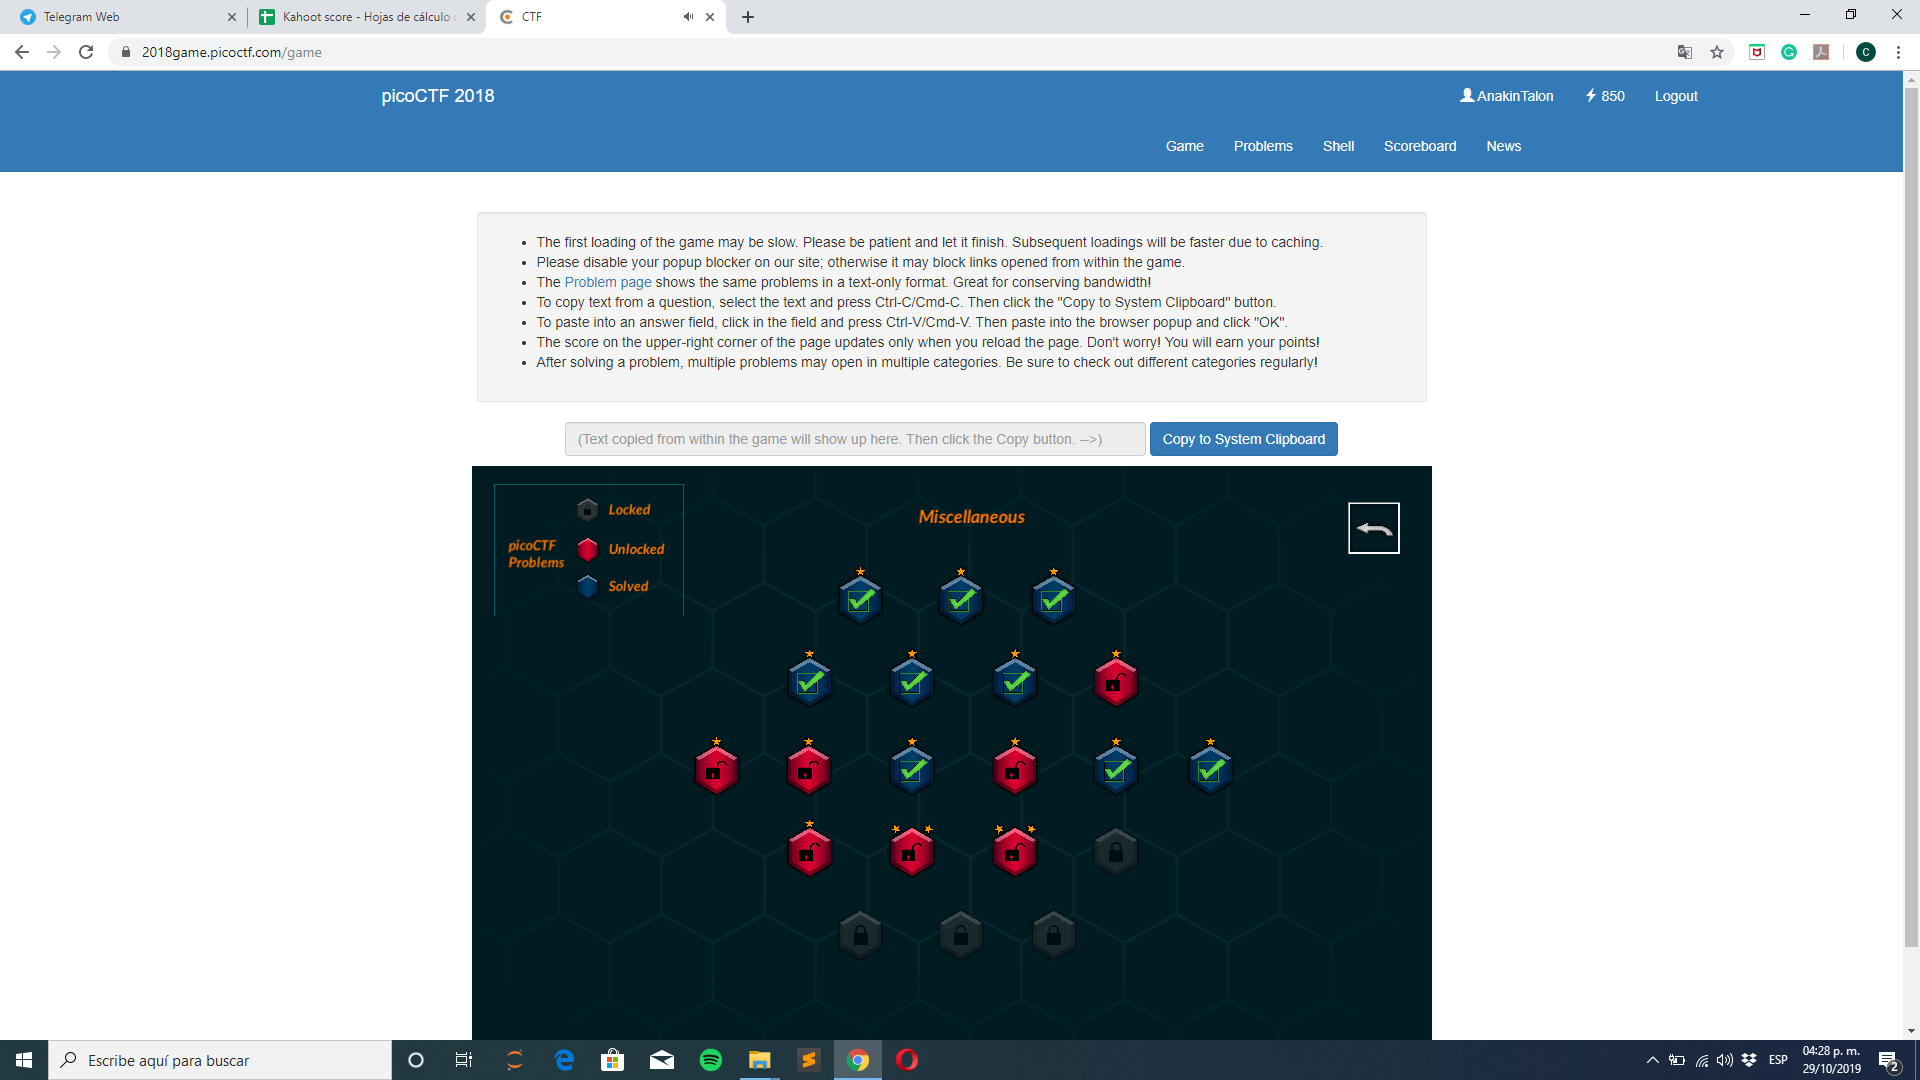 Telegram Web
Kahoot score - Hojas de cálculo
CTF
2018game.picoctf.com/game
C
picoCTF 2018
AnakinTalon
850
Logout
Game
Problems
Shell
Scoreboard
News
The first loading of the game may be slow. Please be patient and let it finish. Subsequent loadings will be faster due to caching.
Please disable your popup blocker on our site; otherwise it may block links opened from within the game.
The Problem page shows the same problems in a text-only format. Great for conserving bandwidth!
To copy text from a question, select the text and press Ctrl-C/Cmd-C. Then click the "Copy to System Clipboard" button.
To paste into an answer field, click in the field and press Ctrl-V/Cmd-V. Then paste into the browser popup and click "OK".
The score on the upper-right corner of the page updates only when you reload the page. Don't worry! You will earn your points!
After solving a problem, multiple problems may open in multiple categories. Be sure to check out different categories regularly!
(Text copied from within the game will show up here. Then click the Copy button. -->)
Copy to System Clipboard
Miscellaneous
picoCTF
Problems
Locked
Unlocked
Solved
Escribe aquí para buscar
ESP
04:28 p. m.
29/10/2019
2